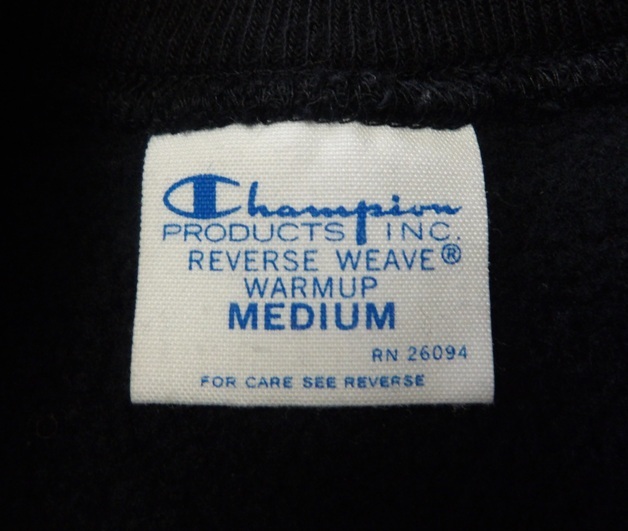 Champion
PRODUCTS INC.
REVERSE WEAVE®
WARMUP
MEDIUM
RN 26094
FOR CARE SEE REVERSE